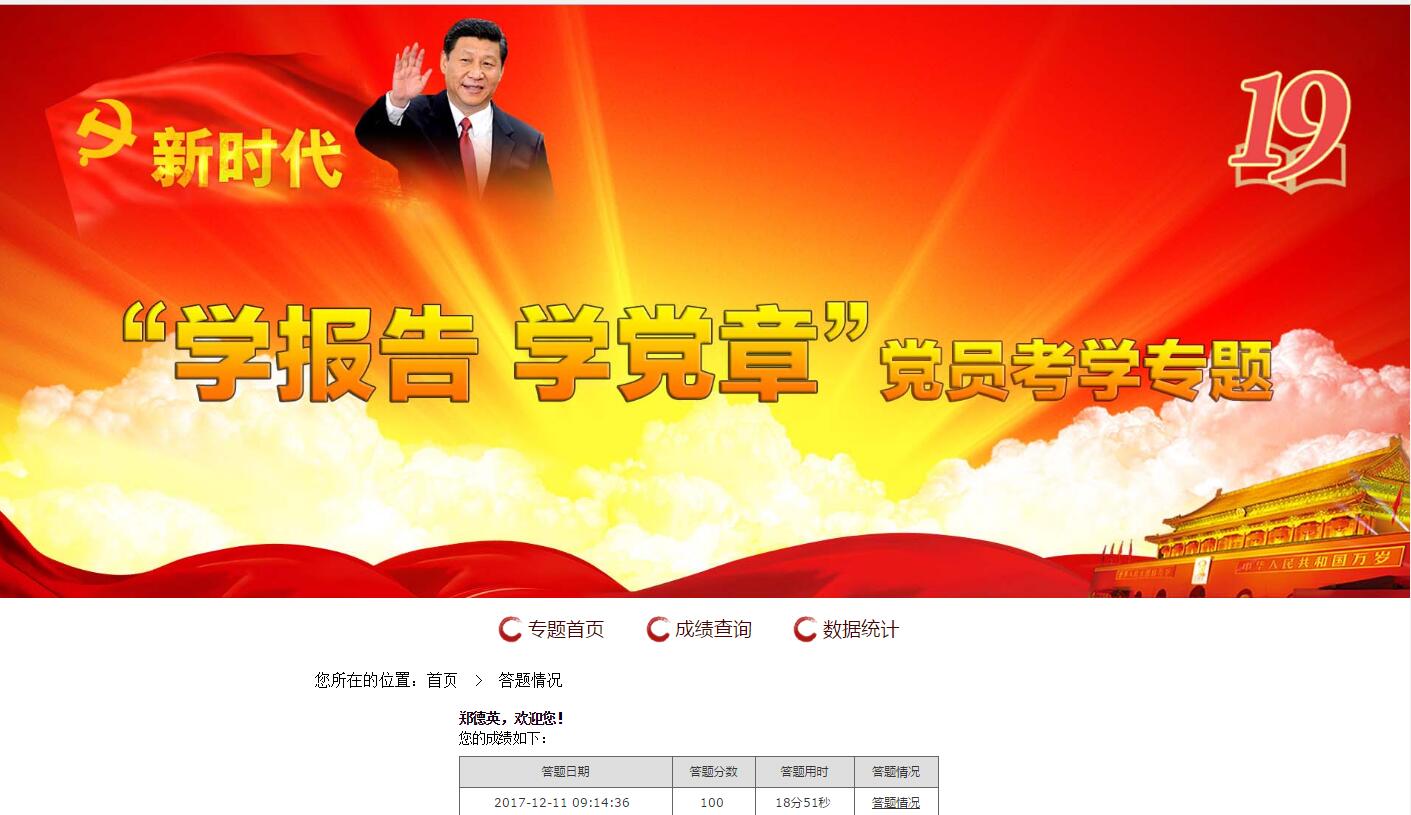 19
新时代
“学报告 学党章”党员考学专题
中华人民共和国万岁
专题首页 成绩查询 数据统计
您所在的位置：首页 > 答题情况
郑德英，欢迎您！
您的成绩如下：
答题日期 答题分数 答题用时 答题情况
2017-12-11 09:14:36 100 18分51秒 答题情况